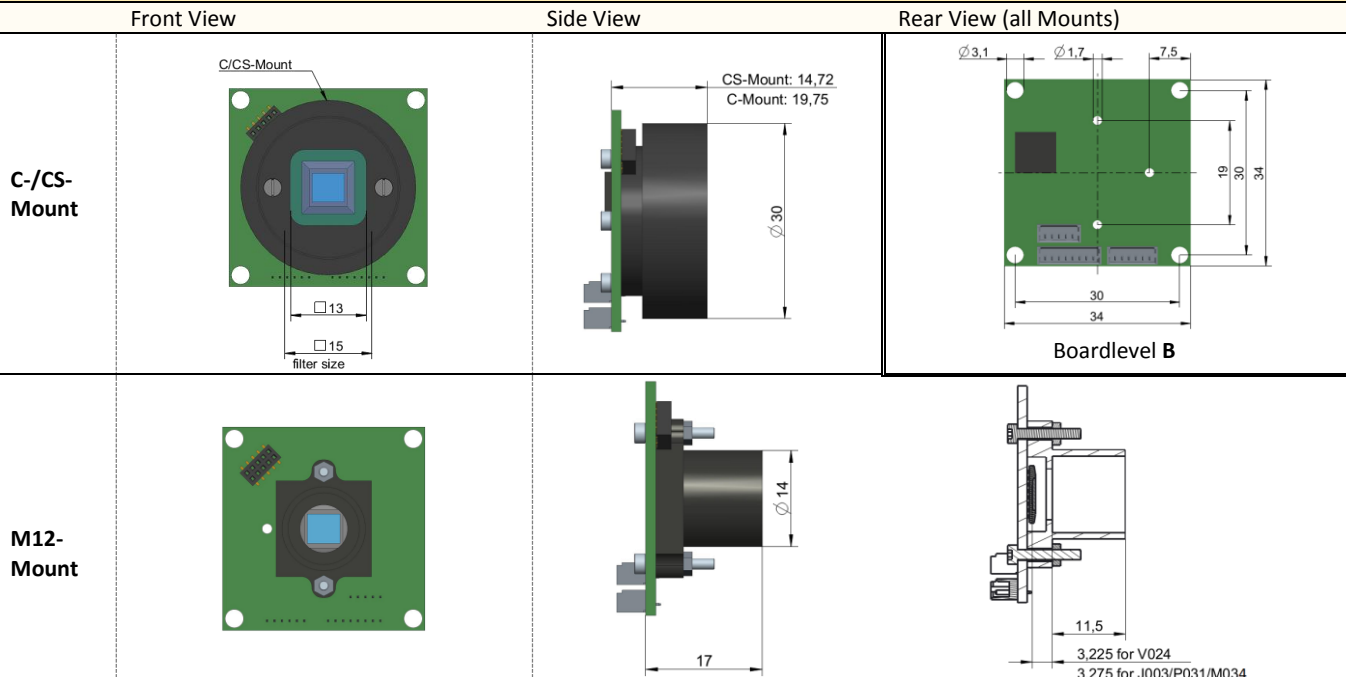 Front View
Side View
Rear View (all Mounts)
C-/CS-
Mount
C/CS-Mount
□13
□15
filter size
CS-Mount: 14,72
C-Mount: 19,75
∅30
∅3,1
∅1,7
7,5
19
30
34
30
34
Boardlevel B
M12-
Mount
∅14
17
11,5
3,225 for V024
3,275 for J003/P031/M034